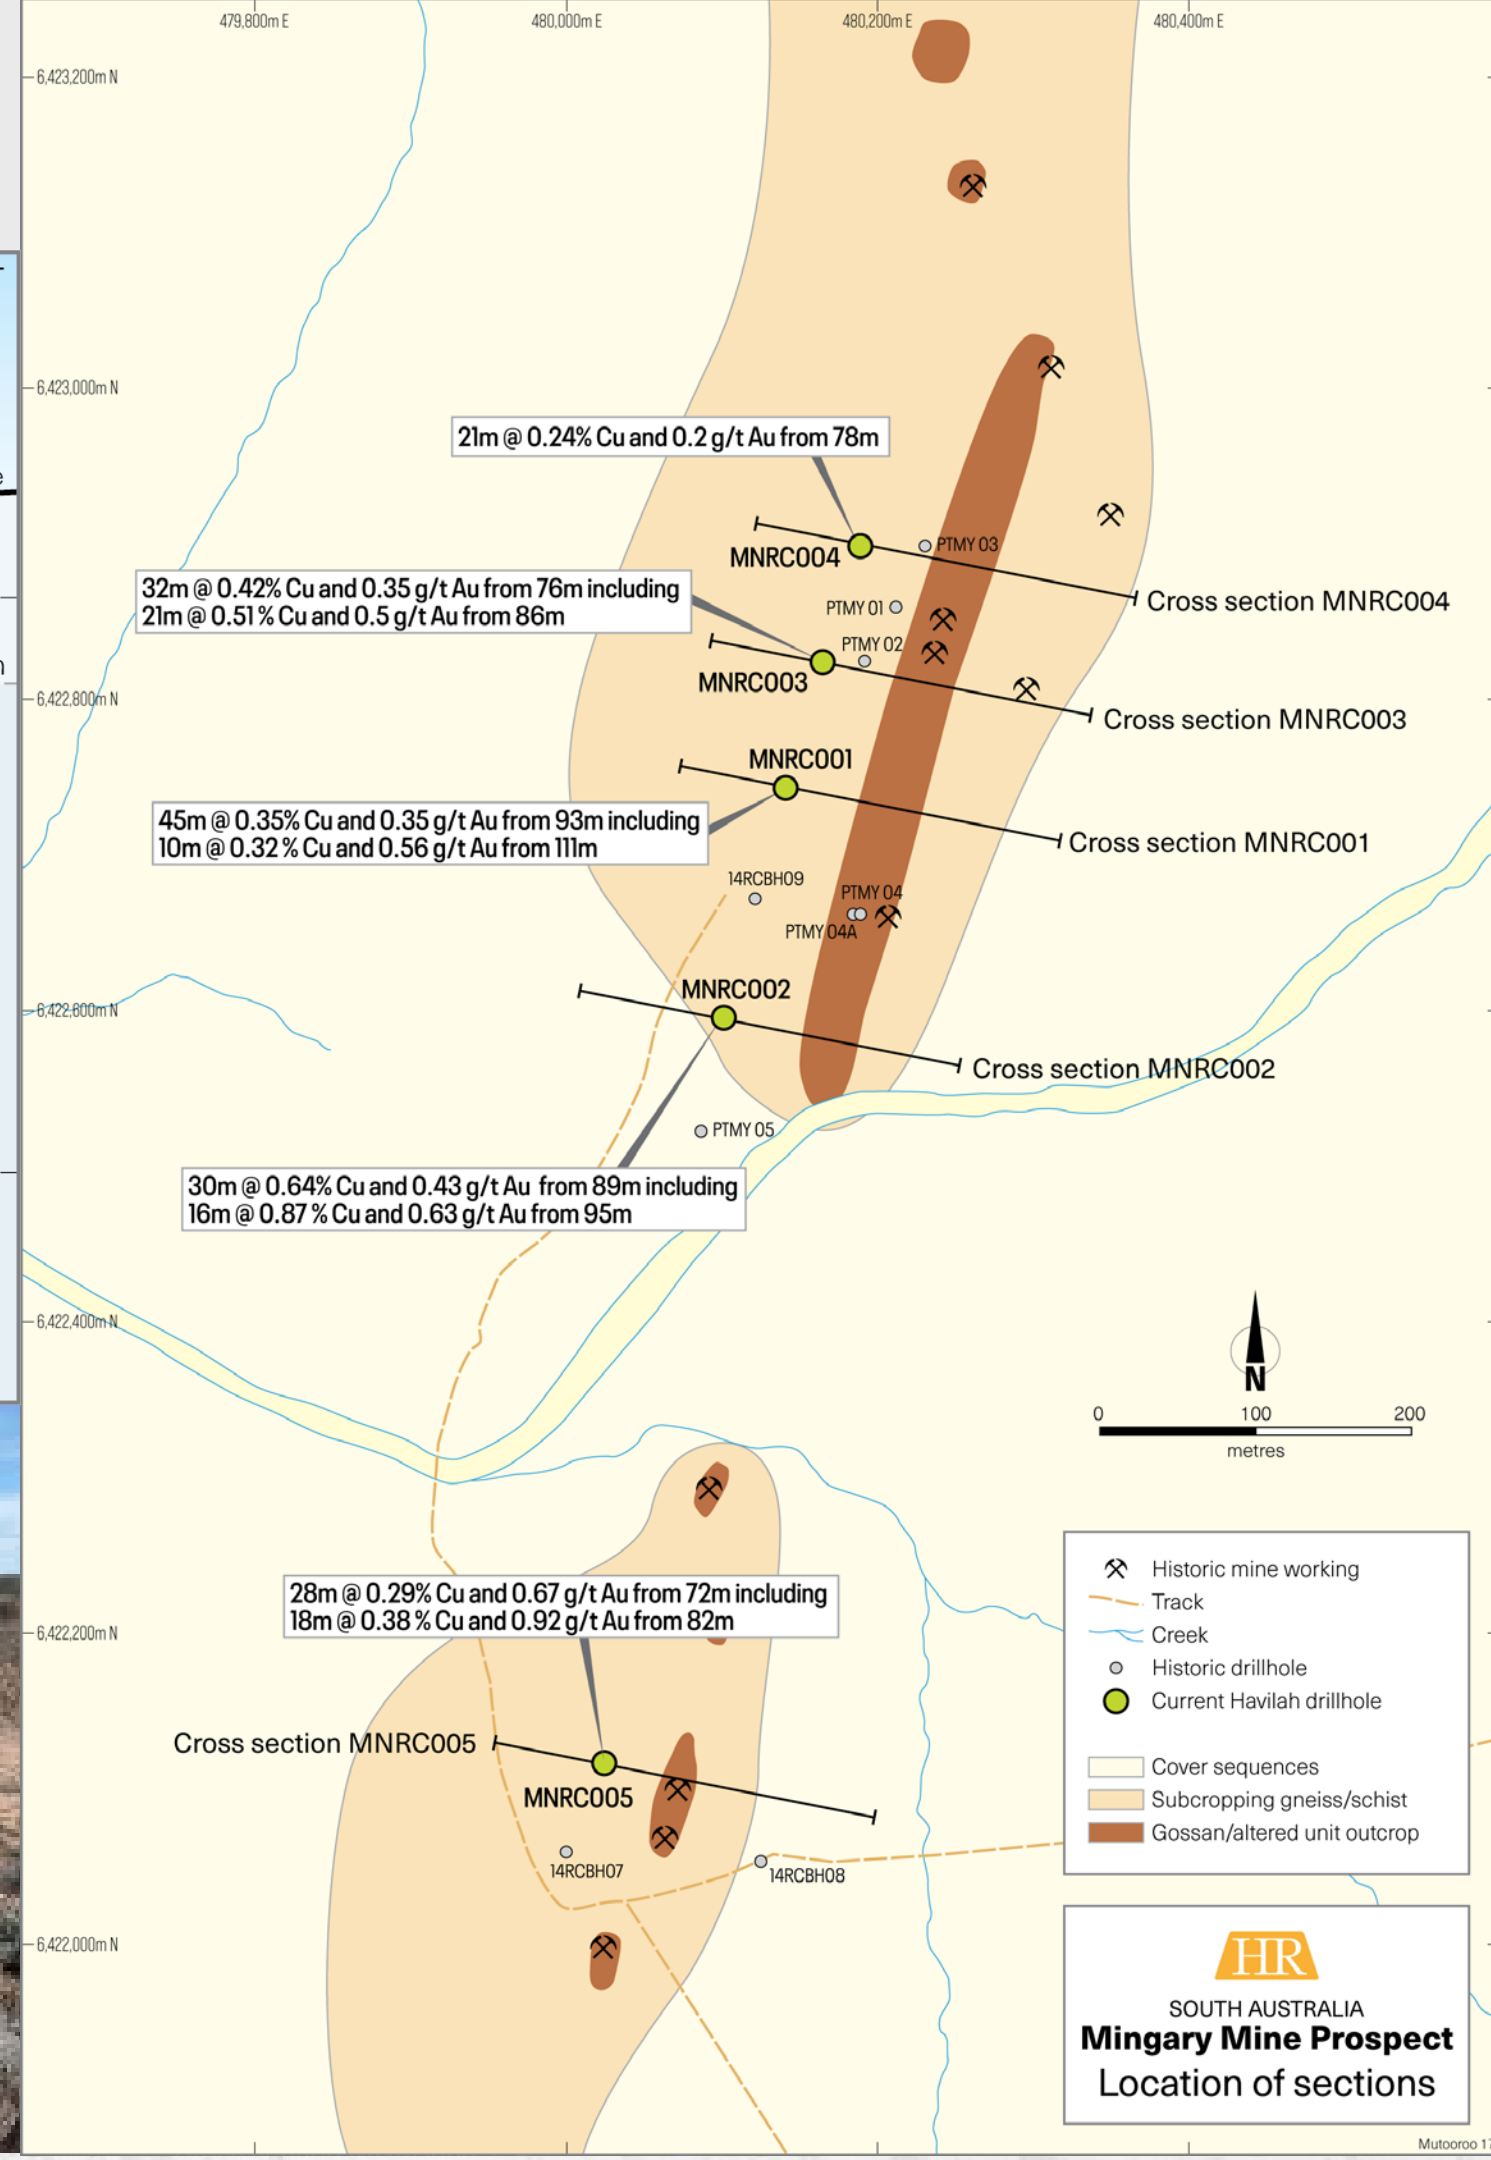 479,800m E
480,000m E
480,200m E
480,400m E
6,423,200m N
6,423,000m N
21m @ 0.24% Cu and 0.2 g/t Au from 78m
MNRC004
PTMY 03
32m @ 0.42% Cu and 0.35 g/t Au from 76m including
21m @ 0.51 % Cu and 0.5 g/t Au from 86m
Cross section MNRC004
PTMY 01
PTMY 02
MNRC003
6,422,800m N
Cross section MNRC003
MNRC001
45m @ 0.35% Cu and 0.35 g/t Au from 93m including
10m @ 0.32 % Cu and 0.56 g/t Au from 111m
Cross section MNRC001
14RCBH09
PTMY 04
PTMY 04A
MNRC002
6,422,600m N
Cross section MNRC002
PTMY 05
30m @ 0.64% Cu and 0.43 g/t Au from 89m including
16m @ 0.87 % Cu and 0.63 g/t Au from 95m
6,422,400m N
N
0 100 200
metres
28m @ 0.29% Cu and 0.67 g/t Au from 72m including
18m @ 0.38 % Cu and 0.92 g/t Au from 82m
6,422,200m N
Cross section MNRC005
MNRC005
14RCBH07
14RCBH08
6,422,000m N
Historic mine working
Track
Creek
Historic drillhole
Current Havilah drillhole
Cover sequences
Subcropping gneiss/schist
Gossan/altered unit outcrop
HR
SOUTH AUSTRALIA
Mingary Mine Prospect
Location of sections
Mutooroo 17